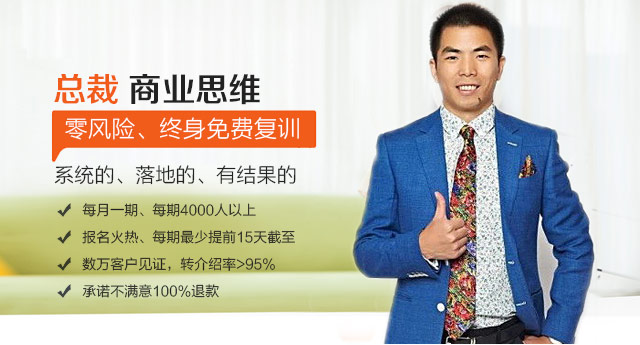 总裁 商业思维
零风险、终身免费复训
系统的、落地的、有结果的
每月一期、每期4000人以上
报名火热、每期最少提前15天截至
数万客户见证，转介绍率>95%
承诺不满意100%退款